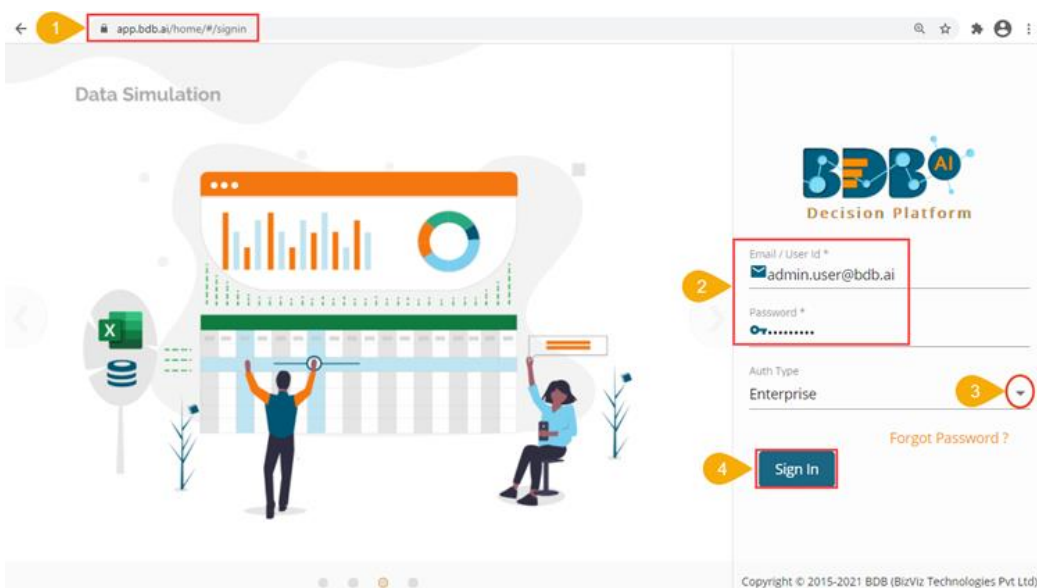 1
app.bdb.ai/home/#/signin
Data Simulation
X
BDB AI
Decision Platform
2
Email / User Id *
admin.user@bdb.ai
Password *
.........
Auth Type
Enterprise
3
Forgot Password ?
4
Sign In
Copyright © 2015-2021 BDB (BizViz Technologies Pvt Ltd)